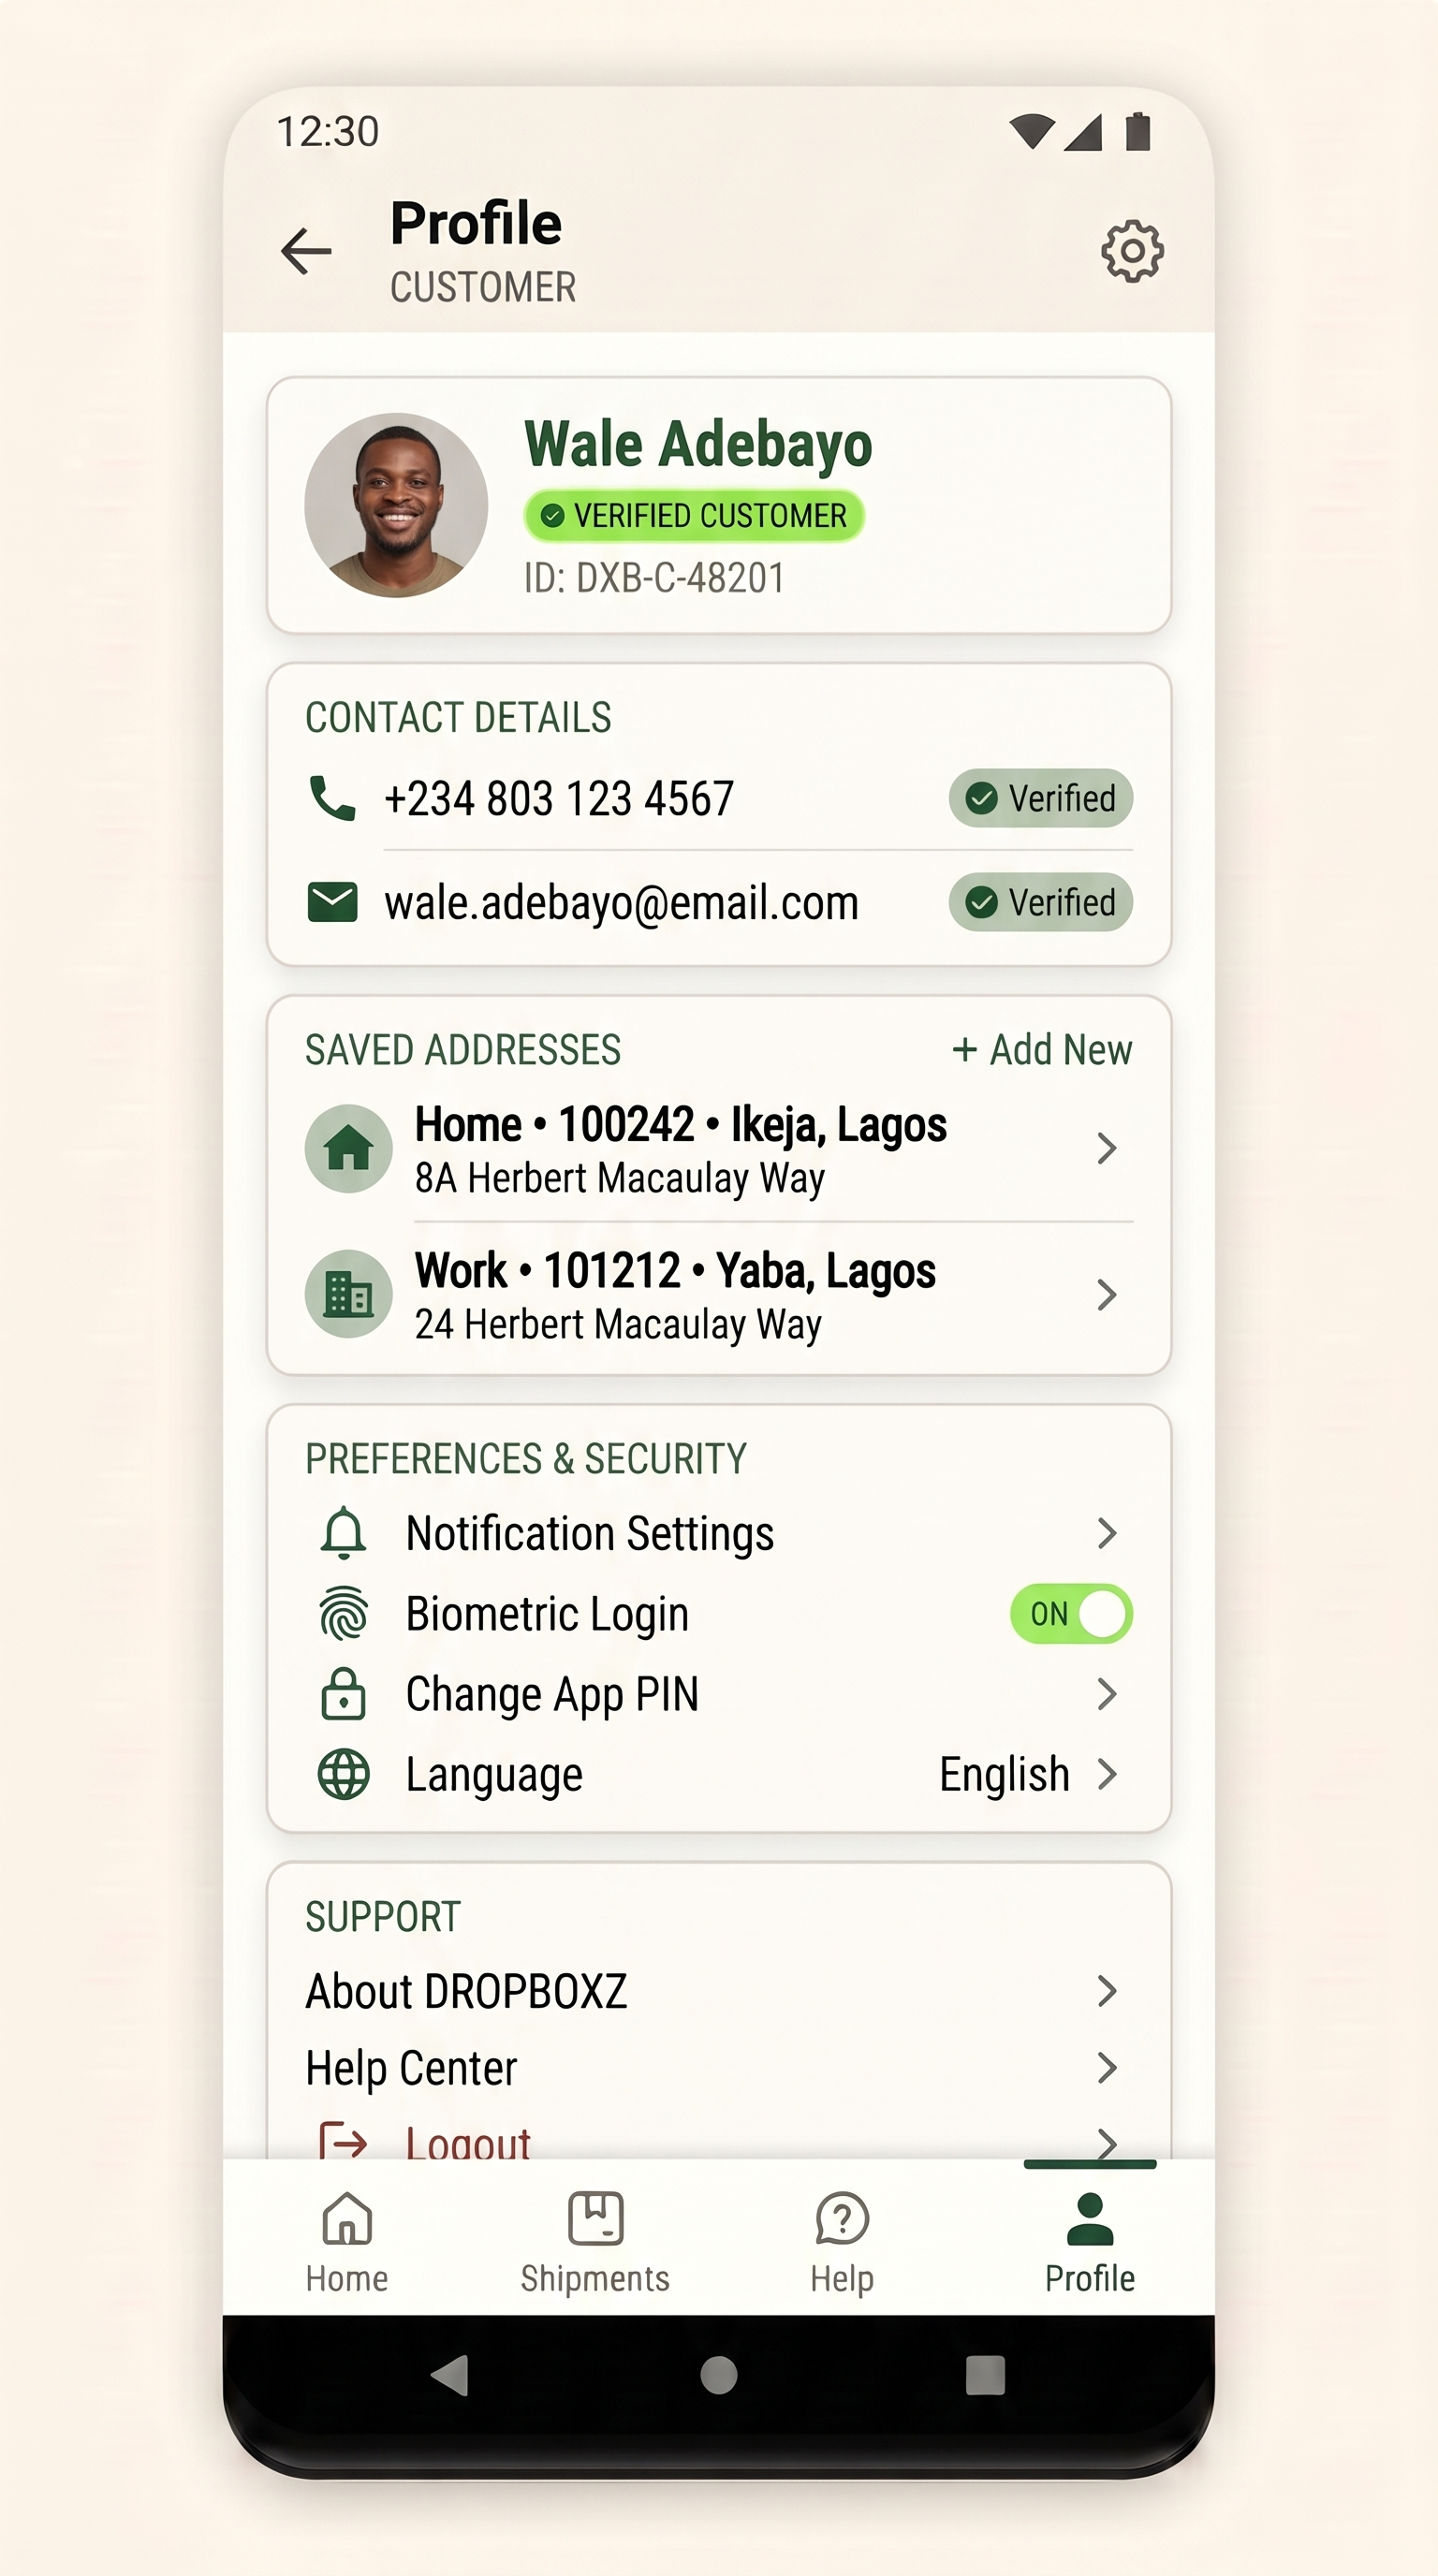 12:30
Profile
CUSTOMER
Wale Adebayo
VERIFIED CUSTOMER
ID: DXB-C-48201
CONTACT DETAILS
+234 803 123 4567
Verified
wale.adebayo@email.com
Verified
SAVED ADDRESSES
+ Add New
Home • 100242 • Ikeja, Lagos
8A Herbert Macaulay Way
Work • 101212 • Yaba, Lagos
24 Herbert Macaulay Way
PREFERENCES & SECURITY
Notification Settings
Biometric Login
ON
Change App PIN
Language
English
SUPPORT
About DROPBOXZ
Help Center
Logout
Home
Shipments
Help
Profile